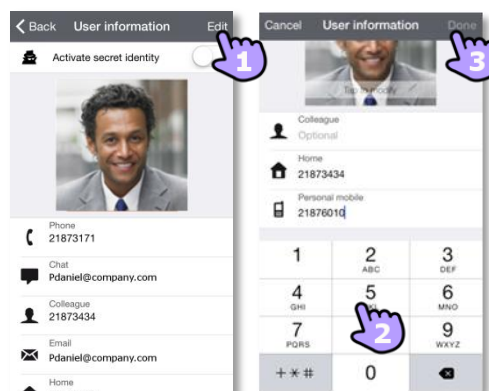 Back User information Edit
Activate secret identity
1
Phone
21873171
Chat
Pdaniel@company.com
Colleague
21873434
Email
Pdaniel@company.com
Home
Cancel User information Done
3
Tap to modify
Colleague
Optional
Home
21873434
Personal mobile
21876010
1 2 3
ABC DEF
4 5 6
GHI MNO
7 2 9
PQRS WXYZ
+*# 0